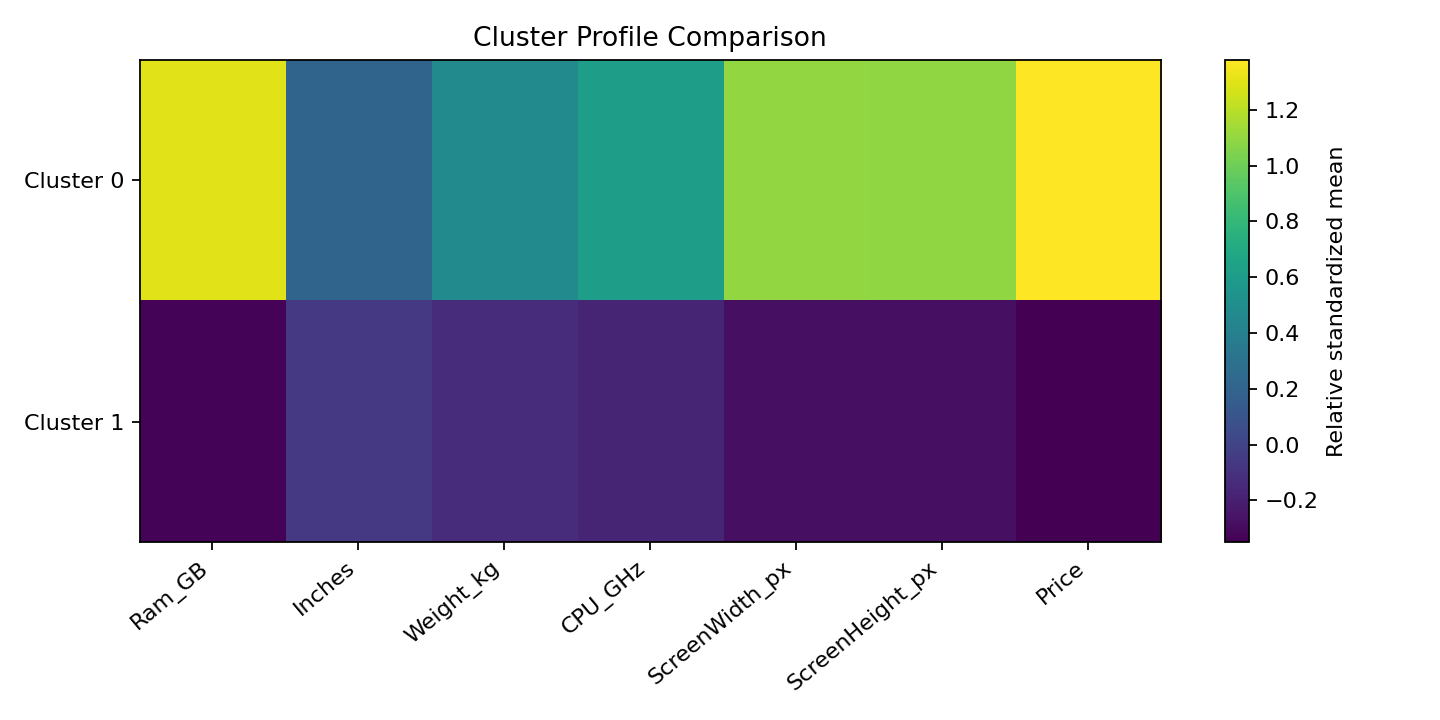 Cluster Profile Comparison
Cluster 0
Cluster 1
Ram_GB
Inches
Weight_kg
CPU_GHz
ScreenWidth_px
ScreenHeight_px
Price
1.2
1.0
0.8
0.6
0.4
0.2
0.0
−0.2
Relative standardized mean